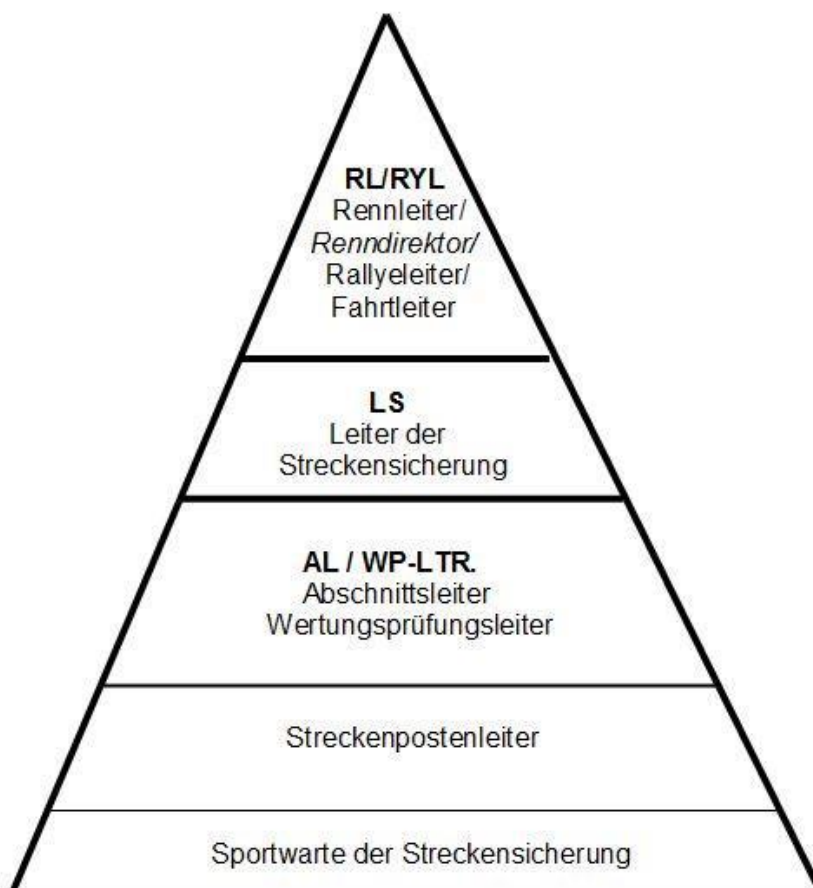 RL/RYL
Rennleiter/
Renndirektor/
Rallyeleiter/
Fahrtleiter
LS
Leiter der
Streckensicherung
AL / WP-LTR.
Abschnittsleiter
Wertungsprüfungsleiter
Streckenpostenleiter
Sportwarte der Streckensicherung